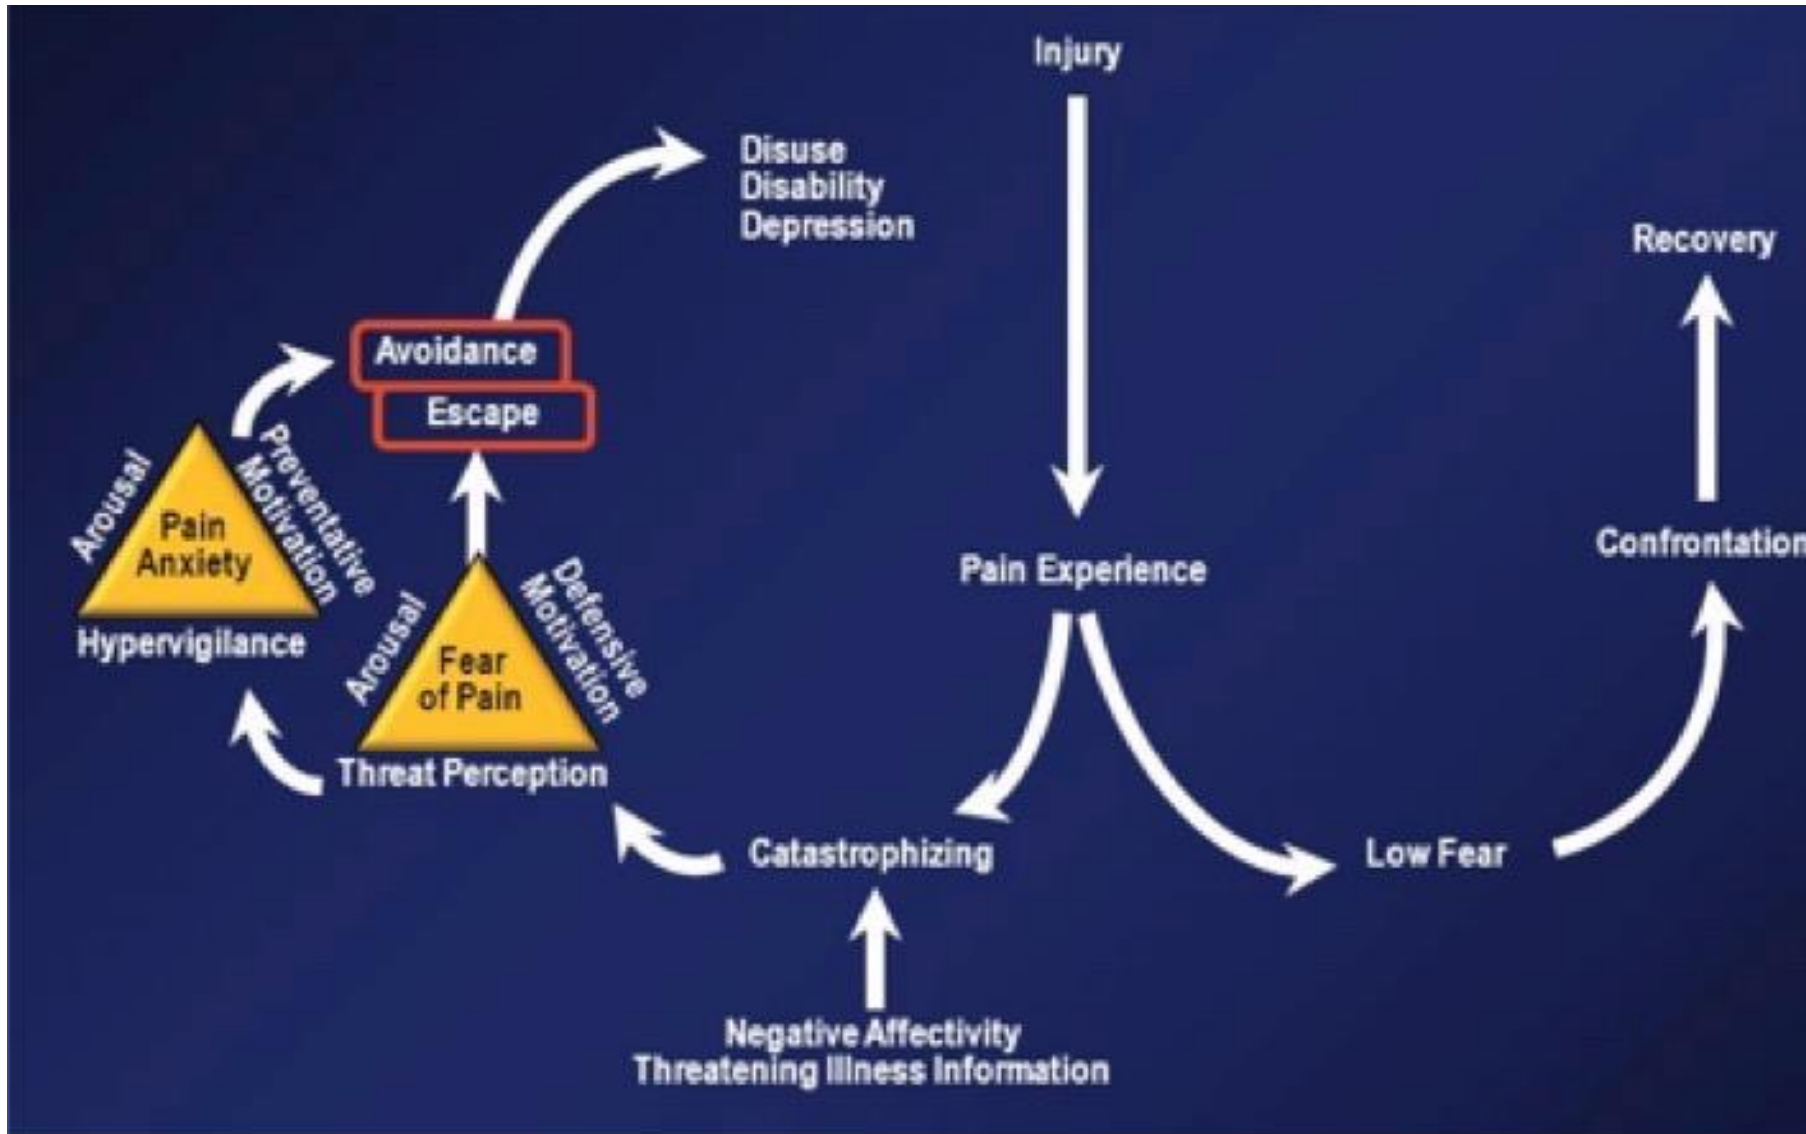 Injury
Disuse
Disability
Depression
Recovery
Avoidance
Escape
Arousal
Pain
Anxiety
Preventative
Motivation
Hypervigilance
Arousal
Fear
of Pain
Defensive
Motivation
Threat Perception
Pain Experience
Confrontation
Catastrophizing
Low Fear
Negative Affectivity
Threatening Illness Information